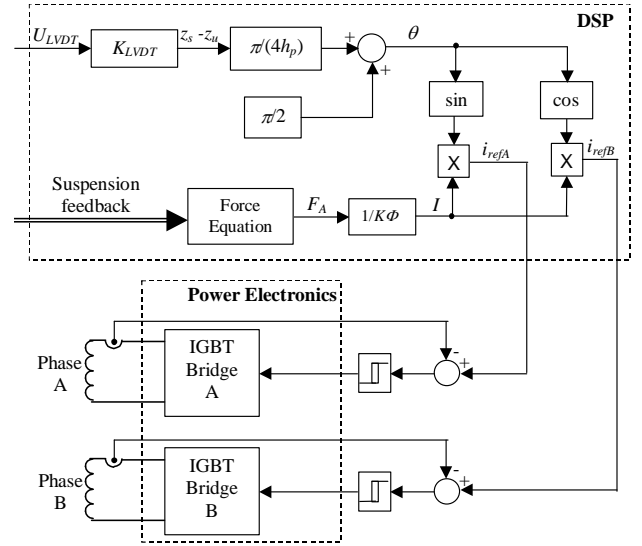 DSP
U_LVDT
K_LVDT
z_s -z_u
π/(4h_p)
+
+
θ
π/2
sin
cos
X
X
i_refA
i_refB
Suspension
feedback
Force
Equation
F_A
1/KΦ
I
Power Electronics
Phase
A
IGBT
Bridge
A
-
+
Phase
B
IGBT
Bridge
B
-
+